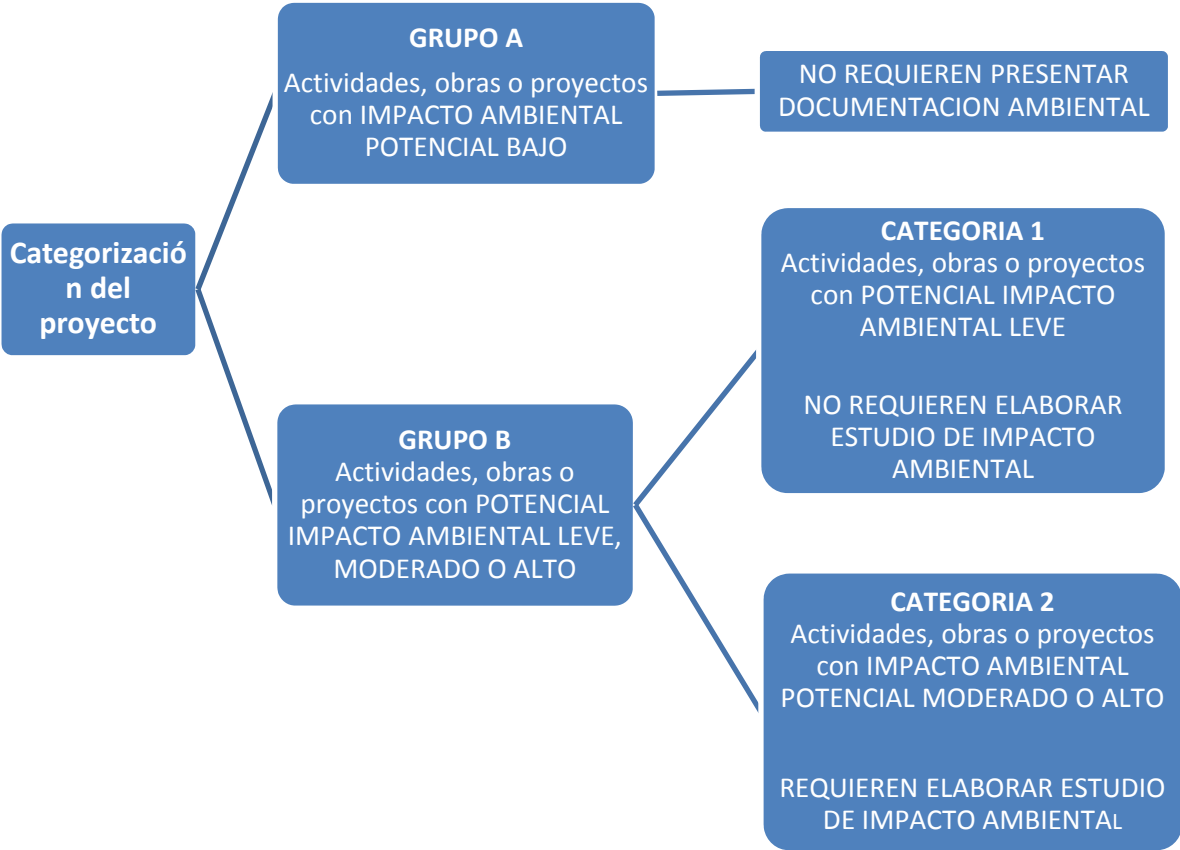 GRUPO A
Actividades, obras o proyectos
con IMPACTO AMBIENTAL
POTENCIAL BAJO
NO REQUIEREN PRESENTAR
DOCUMENTACION AMBIENTAL
Categorizació
n del
proyecto
CATEGORIA 1
Actividades, obras o proyectos
con POTENCIAL IMPACTO
AMBIENTAL LEVE
NO REQUIEREN ELABORAR
ESTUDIO DE IMPACTO
AMBIENTAL
GRUPO B
Actividades, obras o
proyectos con POTENCIAL
IMPACTO AMBIENTAL LEVE,
MODERADO O ALTO
CATEGORIA 2
Actividades, obras o proyectos
con IMPACTO AMBIENTAL
POTENCIAL MODERADO O ALTO
REQUIEREN ELABORAR ESTUDIO
DE IMPACTO AMBIENTAL